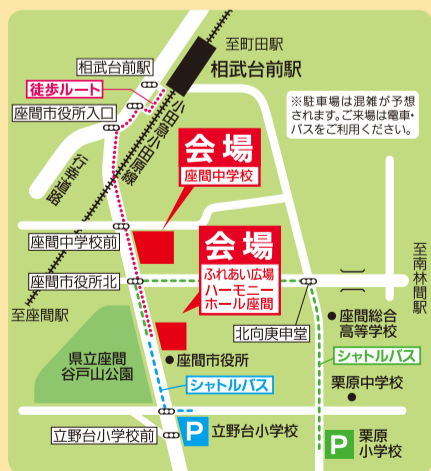 至町田駅
相武台前駅
相武台前駅
徒歩ルート
座間市役所入口
小田急小田原線
行幸道路
※駐車場は混雑が予想
されます。ご来場は電車・
バスをご利用ください。
会場
座間中学校
座間中学校前
会場
ふれあい広場
ハーモニー
ホール座間
座間市役所北
至南林間駅
至座間駅
北向庚申堂
座間総合
高等学校
県立座間
谷戸山公園
座間市役所
シャトルバス
シャトルバス
栗原中学校
立野台小学校前
P
立野台小学校
P
栗原
小学校